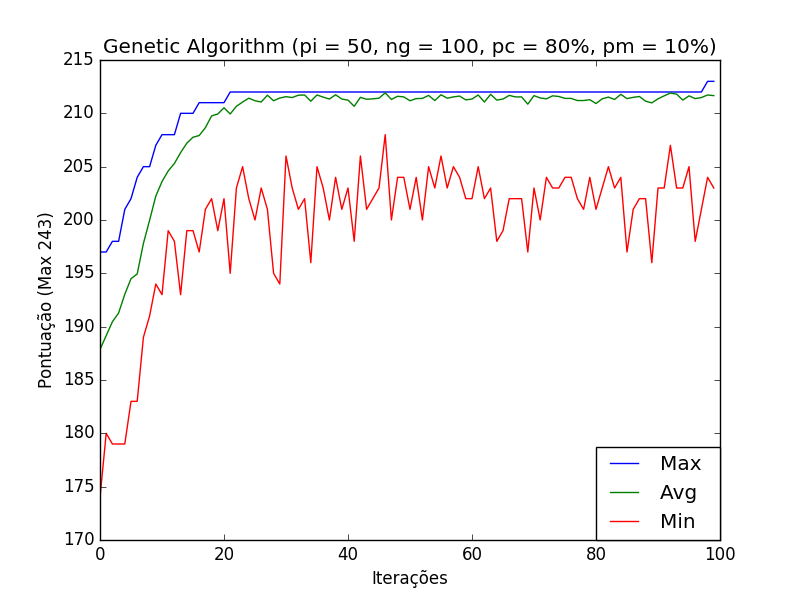 Genetic Algorithm (pi = 50, ng = 100, pc = 80%, pm = 10%)
215
210
205
200
195
190
185
180
175
170
Pontuação (Max 243)
0 20 40 60 80 100
Iterações
Max
Avg
Min